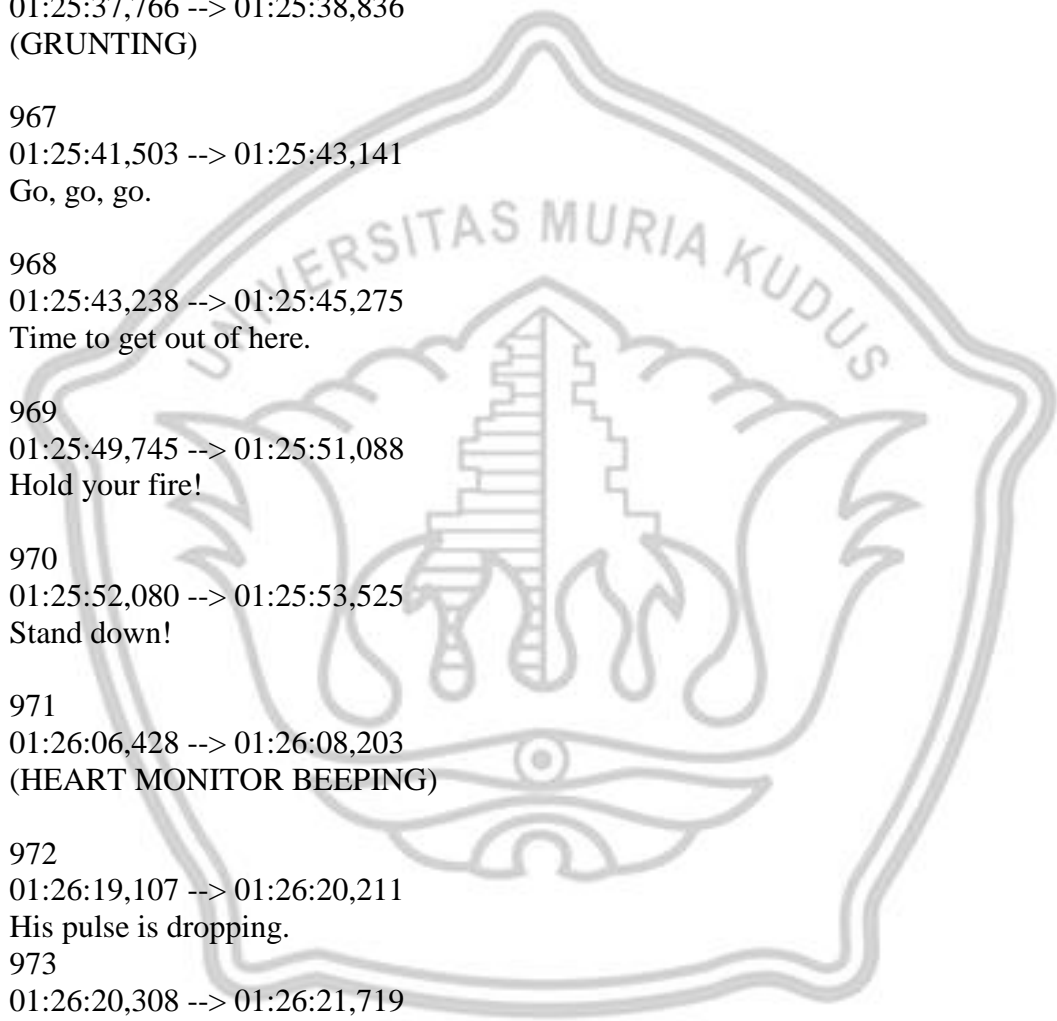 01:25:37,766 --> 01:25:38,836
(GRUNTING)
967
01:25:41,503 --> 01:25:43,141
Go, go, go.
968
01:25:43,238 --> 01:25:45,275
Time to get out of here.
969
01:25:49,745 --> 01:25:51,088
Hold your fire!
970
01:25:52,080 --> 01:25:53,525
Stand down!
971
01:26:06,428 --> 01:26:08,203
(HEART MONITOR BEEPING)
972
01:26:19,107 --> 01:26:20,211
His pulse is dropping.
973
01:26:20,308 --> 01:26:21,719
UNIVERSITAS MURIA KUDUS